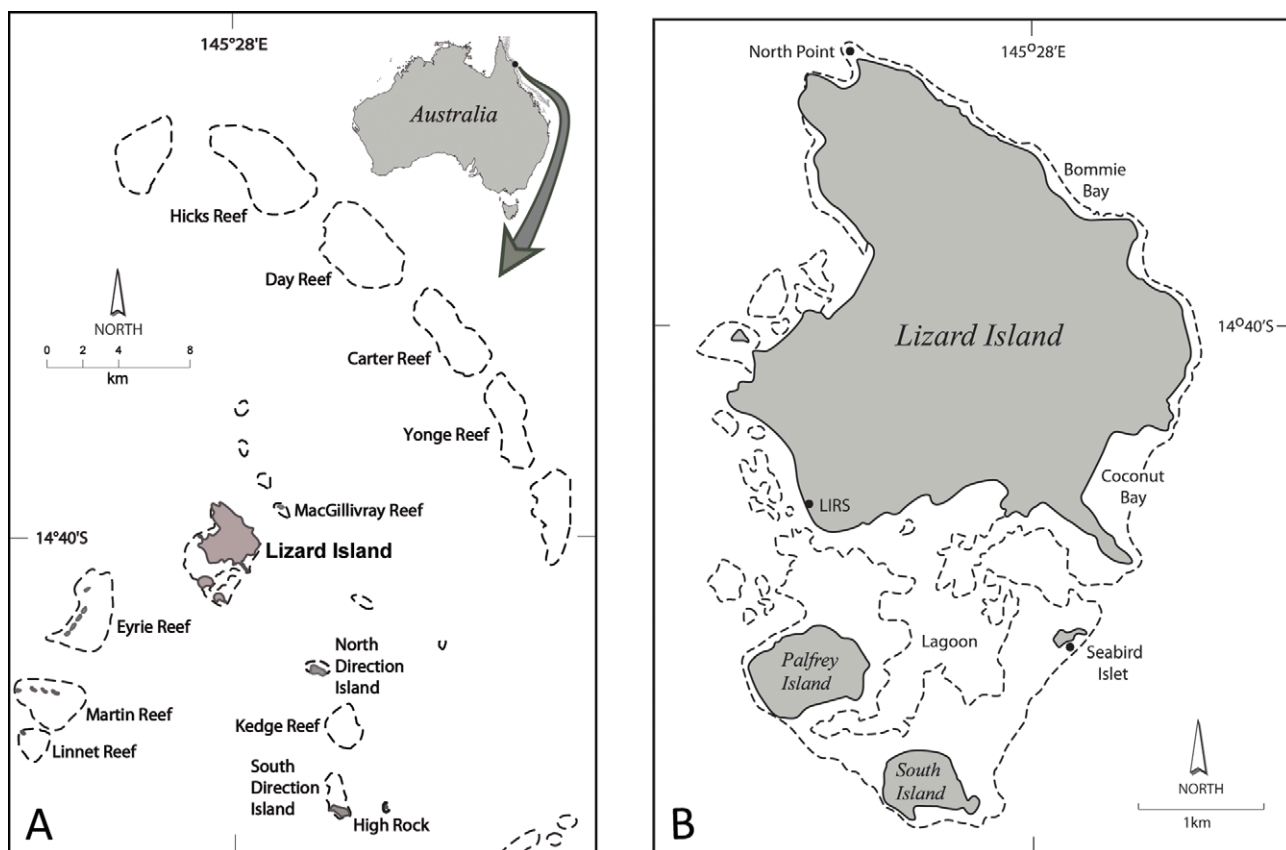 145°28'E
Australia
Hicks Reef
Day Reef
NORTH
0 2 4 8
km
Carter Reef
Yonge Reef
MacGillivray Reef
14°40'S
Lizard Island
Eyrie Reef
North
Direction
Island
Martin Reef
Kedge Reef
Linnet Reef
South
Direction
Island
High Rock
A
North Point
145°28'E
Bommie
Bay
14°40'S
Lizard Island
Coconut
Bay
LIRS
Lagoon
Palfrey
Island
Seabird
Islet
South
Island
NORTH
1km
B